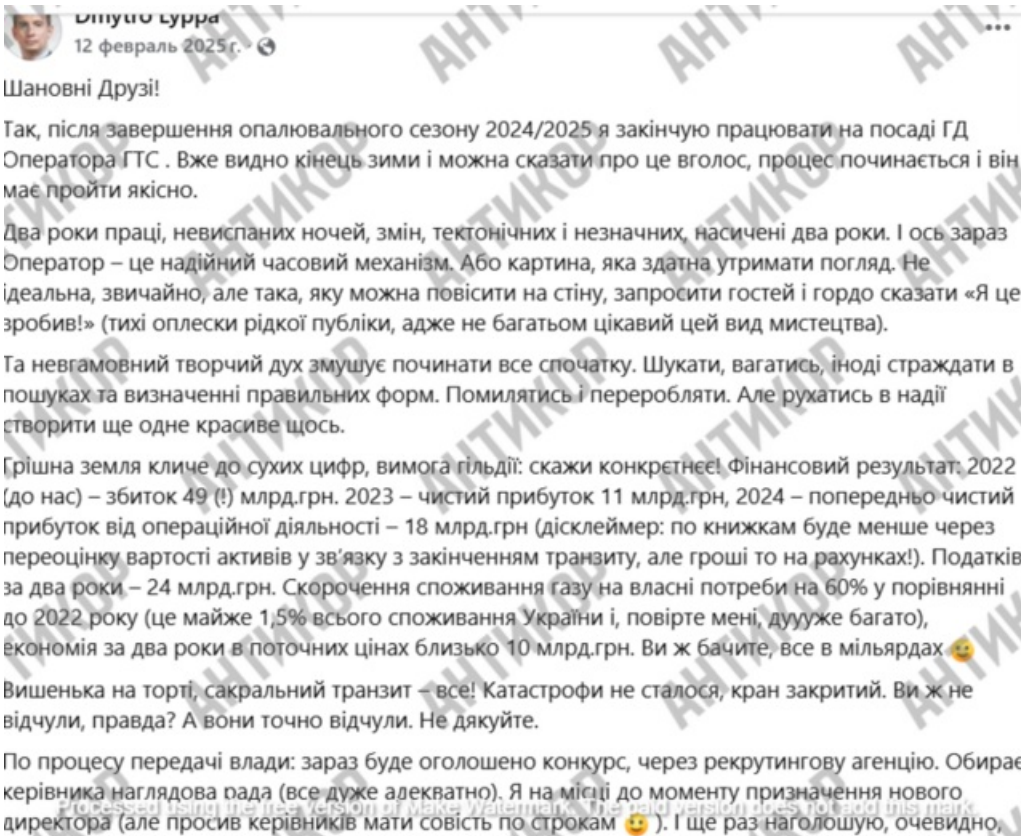 Dmytro Lyppa
12 февраль 2025 г.
Шановні Друзі!
Так, після завершення опалювального сезону 2024/2025 я закінчую працювати на посаді ГД
Оператора ГТС . Вже видно кінець зими і можна сказати про це вголос, процес починається і він
має пройти якісно.
Два роки праці, невиспаних ночей, змін, тектонічних і незначних, насичені два роки. І ось зараз
Оператор – це надійний часовий механізм. Або картина, яка здатна утримати погляд. Не
ідеальна, звичайно, але така, яку можна повісити на стіну, запросити гостей і гордо сказати «Я це
зробив!» (тихі оплески рідкої публіки, адже не багатьом цікавий цей вид мистецтва).
Та невгамовний творчий дух змушує починати все спочатку. Шукати, вагатись, іноді страждати в
пошуках та визначенні правильних форм. Помилятись і переробляти. Але рухатись в надії
створити ще одне красиве щось.
Грішна земля кличе до сухих цифр, вимога гільдії: скажи конкрєтнєє! Фінансовий результат: 2022
(до нас) – збиток 49 (!) млрд.грн. 2023 – чистий прибуток 11 млрд.грн, 2024 – попередньо чистий
прибуток від операційної діяльності – 18 млрд.грн (дісклеймер: по книжкам буде менше через
переоцінку вартості активів у зв’язку з закінченням транзиту, але гроші то на рахунках!). Податків
за два роки – 24 млрд.грн. Скорочення споживання газу на власні потреби на 60% у порівнянні
до 2022 року (це майже 1,5% всього споживання України і, повірте мені, дуууже багато),
економія за два роки в поточних цінах близько 10 млрд.грн. Ви ж бачите, все в мільярдах 😉
Вишенька на торті, сакральний транзит – все! Катастрофи не сталося, кран закритий. Ви ж не
відчули, правда? А вони точно відчули. Не дякуйте.
По процесу передачі влади: зараз буде оголошено конкурс, через рекрутингову агенцію. Обирає
керівника наглядова рада (все дуже адекватно). Я на місці до моменту призначення нового
Processed using the free version of Make Watermark. The paid version does not add this mark.
директора (але просив керівників мати совість по строкам 😉 ). І ще раз наголошую, очевидно,
АНТИКОР